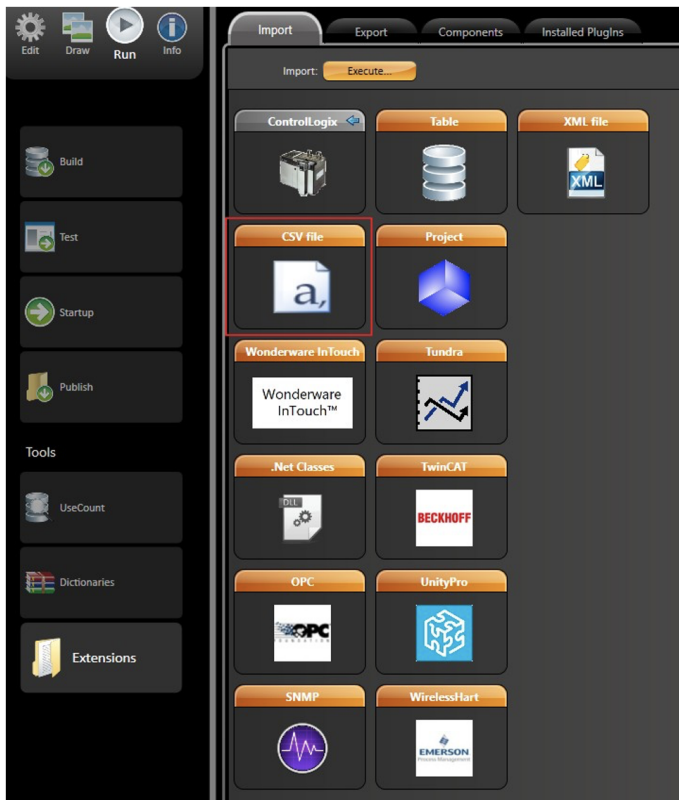 Edit
Draw
Run
Info
Import
Export
Components
Installed PlugIns
Import:
Execute...
Build
Test
Startup
Publish
Tools
UseCount
Dictionaries
Extensions
ControlLogix
Table
XML file
XML
CSV file
a,
Project
Wonderware InTouch
Wonderware
InTouch™
Tundra
.Net Classes
DLL
TwinCAT
BECKHOFF
OPC
OPC
FOUNDATION
UnityPro
SNMP
WirelessHart
EMERSON
Process Management